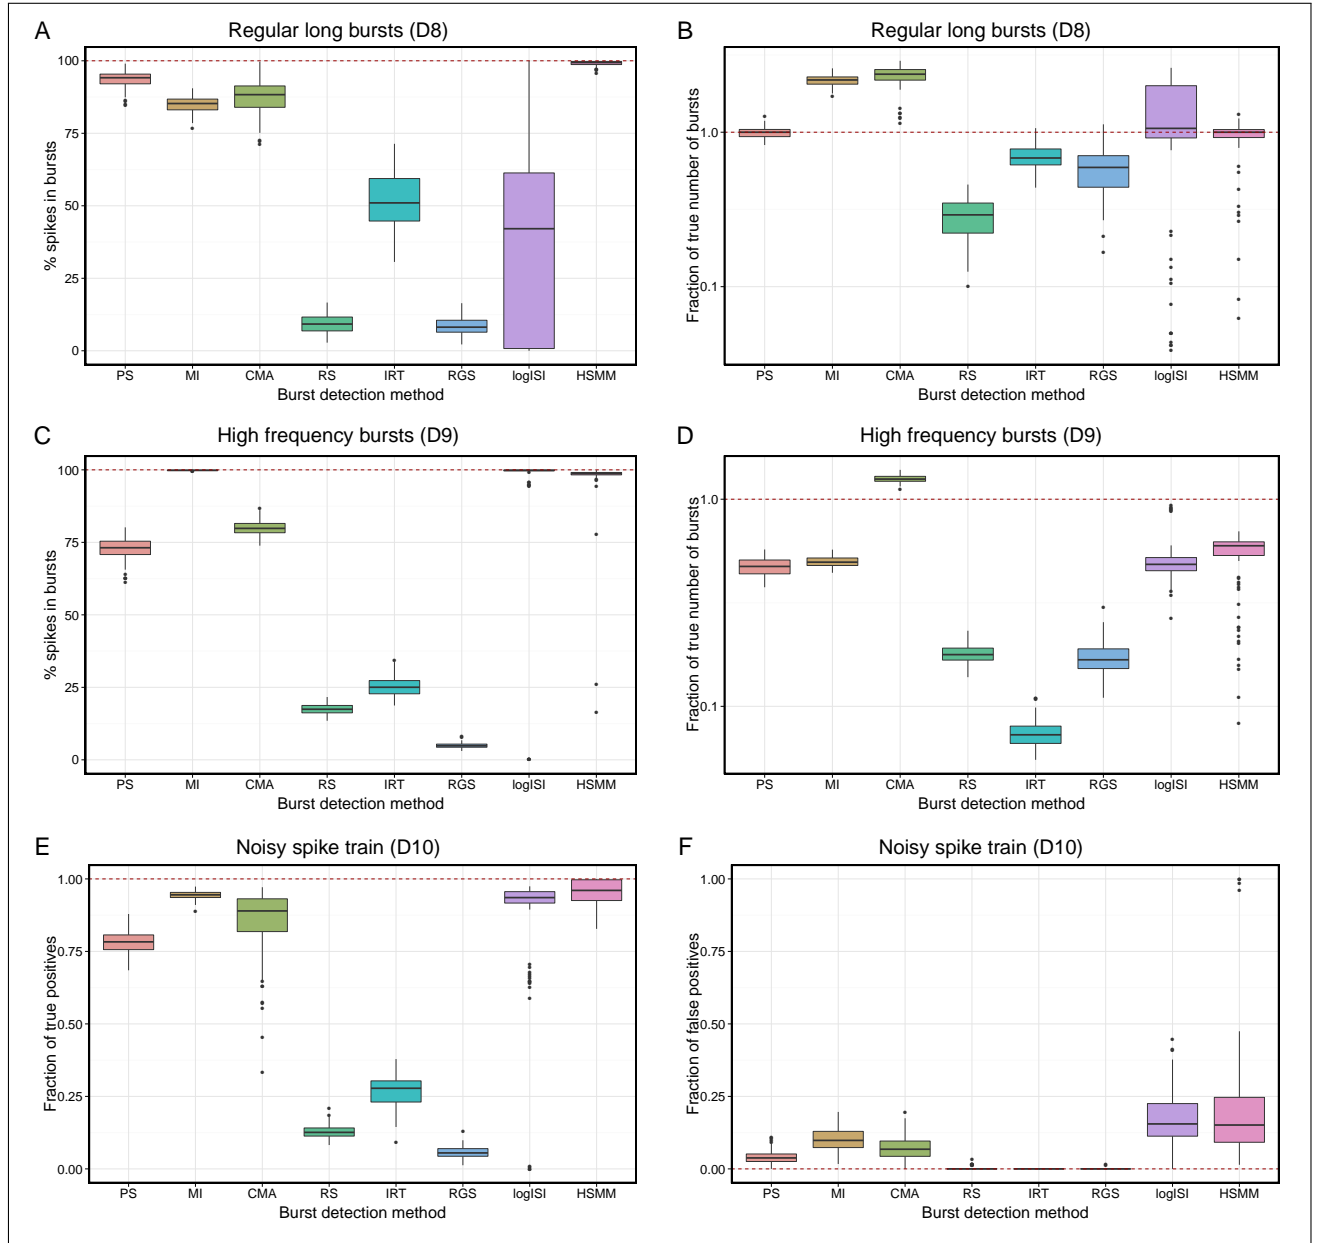 A
Regular long bursts (D8)
% spikes in bursts
100
75
50
25
0
PS MI CMA RS IRT RGS logISI HSMM
Burst detection method
B
Regular long bursts (D8)
Fraction of true number of bursts
1.0
0.1
PS MI CMA RS IRT RGS logISI HSMM
Burst detection method
C
High frequency bursts (D9)
% spikes in bursts
100
75
50
25
0
PS MI CMA RS IRT RGS logISI HSMM
Burst detection method
D
High frequency bursts (D9)
Fraction of true number of bursts
1.0
0.1
PS MI CMA RS IRT RGS logISI HSMM
Burst detection method
E
Noisy spike train (D10)
Fraction of true positives
1.00
0.75
0.50
0.25
0.00
PS MI CMA RS IRT RGS logISI HSMM
Burst detection method
F
Noisy spike train (D10)
Fraction of false positives
1.00
0.75
0.50
0.25
0.00
PS MI CMA RS IRT RGS logISI HSMM
Burst detection method